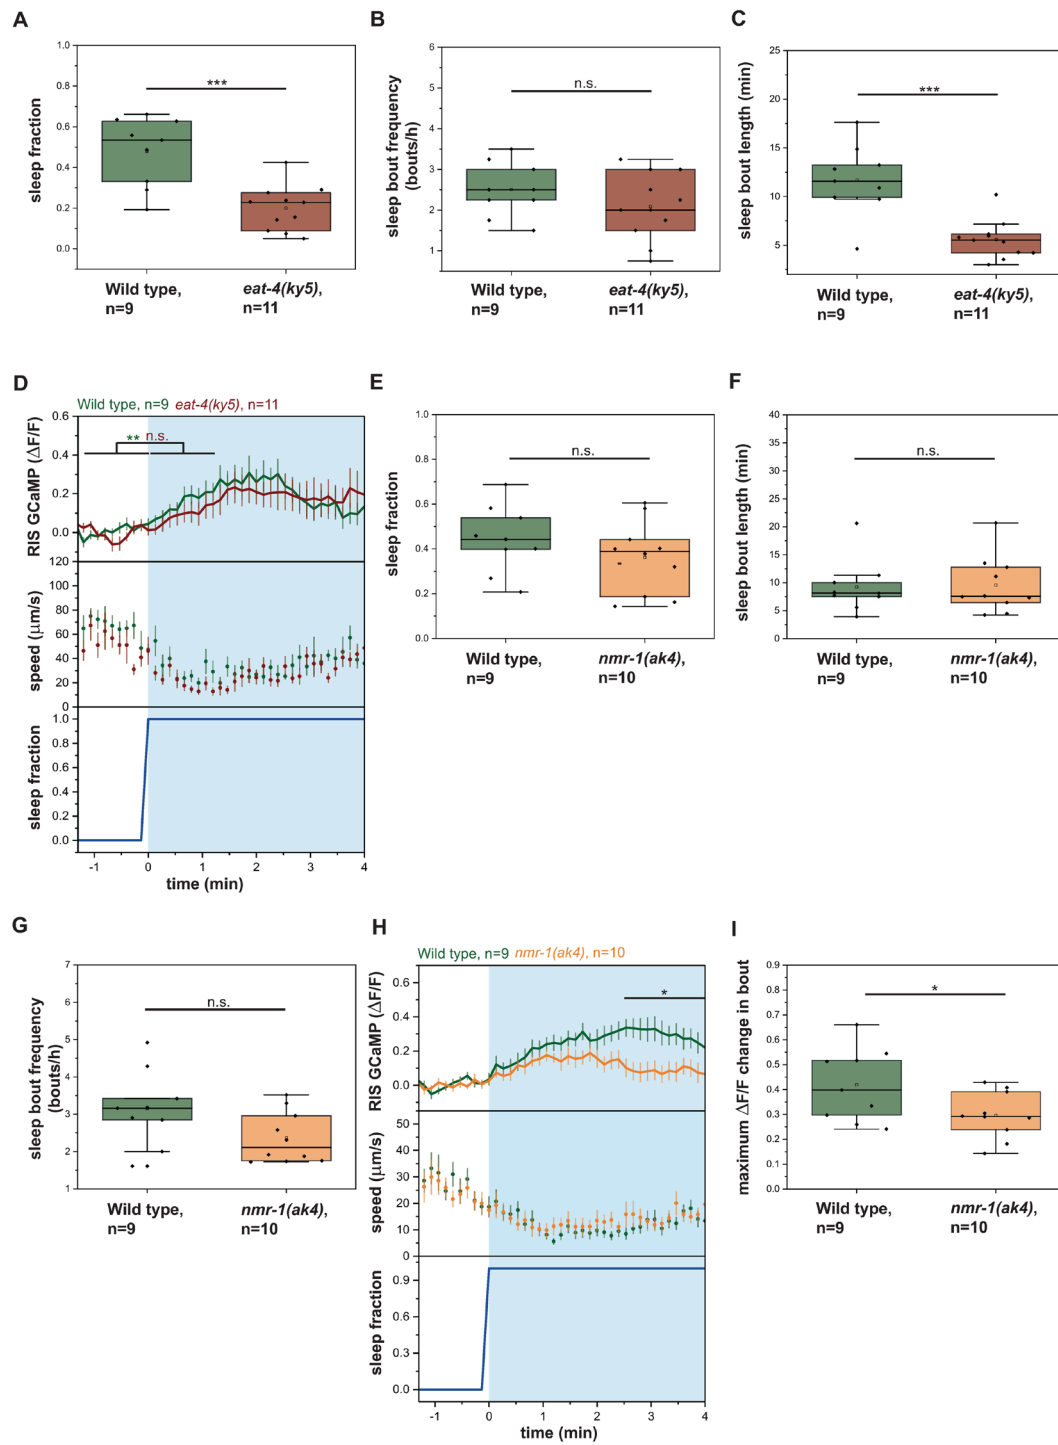 A
sleep fraction
1.0
0.8
0.6
0.4
0.2
0.0
***
Wild type,
n=9
eat-4(ky5),
n=11
B
sleep bout frequency
(bouts/h)
6
5
4
3
2
1
n.s.
Wild type,
n=9
eat-4(ky5),
n=11
C
sleep bout length (min)
25
20
15
10
5
***
Wild type,
n=9
eat-4(ky5),
n=11
D
Wild type, n=9 eat-4(ky5), n=11
RIS GCaMP (ΔF/F)
0.6
0.4
0.2
0.0
** n.s.
speed (μm/s)
120
100
80
60
40
20
0
sleep fraction
1.0
0.8
0.6
0.4
0.2
0.0
-1 0 1 2 3 4
time (min)
E
sleep fraction
1.0
0.8
0.6
0.4
0.2
0.0
n.s.
Wild type,
n=9
nmr-1(ak4),
n=10
F
sleep bout length (min)
40
35
30
25
20
15
10
5
0
n.s.
Wild type,
n=9
nmr-1(ak4),
n=10
G
sleep bout frequency
(bouts/h)
7
6
5
4
3
2
1
n.s.
Wild type,
n=9
nmr-1(ak4),
n=10
H
Wild type, n=9 nmr-1(ak4), n=10
RIS GCaMP (ΔF/F)
0.6
0.4
0.2
0.0
*
speed (μm/s)
50
40
30
20
10
0
sleep fraction
0.9
0.6
0.3
0.0
-1 0 1 2 3 4
time (min)
I
maximum ΔF/F change in bout
0.9
0.8
0.7
0.6
0.5
0.4
0.3
0.2
0.1
0.0
*
Wild type,
n=9
nmr-1(ak4),
n=10